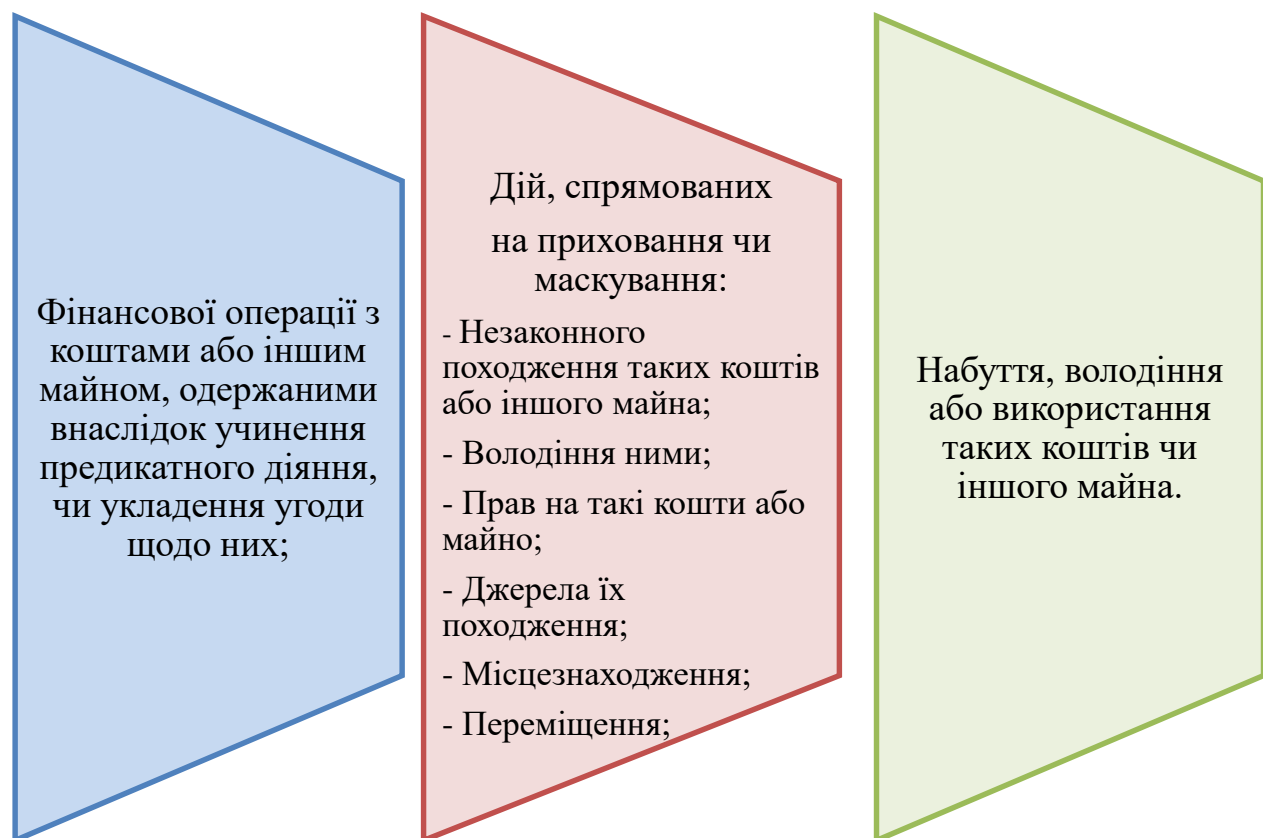 Фінансової операції з
коштами або іншим
майном, одержаними
внаслідок учинення
предикатного діяння,
чи укладення угоди
щодо них;
Дій, спрямованих
на приховання чи
маскування:
- Незаконного
походження таких коштів
або іншого майна;
- Володіння ними;
- Прав на такі кошти або
майно;
- Джерела їх
походження;
- Місцезнаходження;
- Переміщення;
Набуття, володіння
або використання
таких коштів чи
іншого майна.